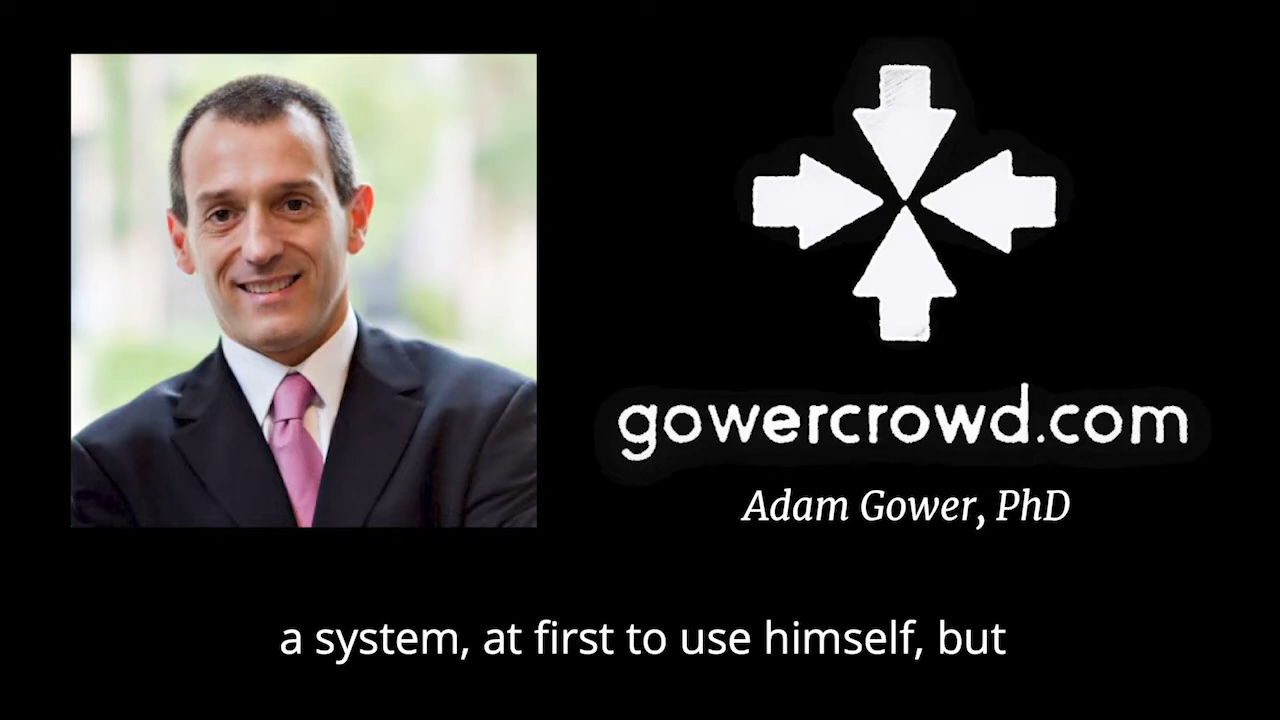 gowercrowd.com
Adam Gower, PhD
a system, at first to use himself, but